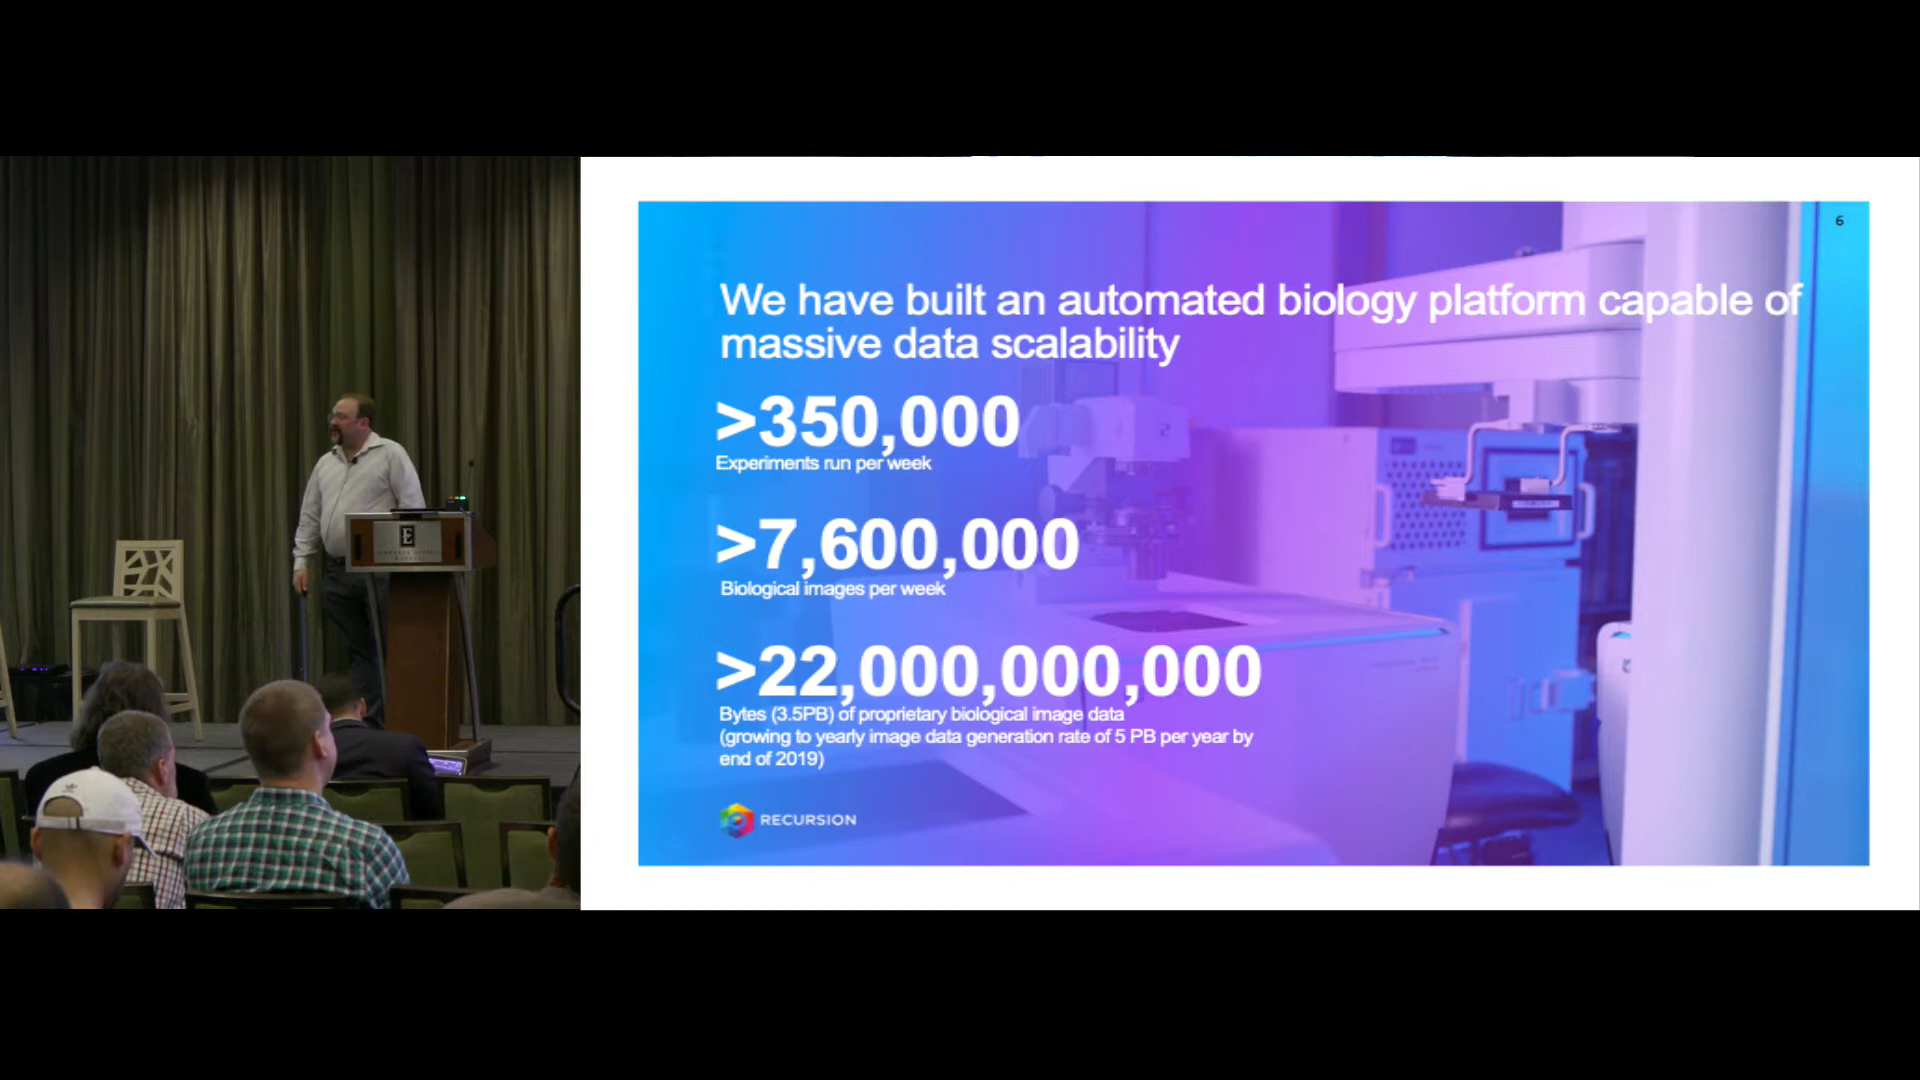 6
We have built an automated biology platform capable of
massive data scalability
>350,000
Experiments run per week
>7,600,000
Biological images per week
>22,000,000,000
Bytes (3.5PB) of proprietary biological image data
(growing to yearly image data generation rate of 5 PB per year by
end of 2019)
RECURSION
E